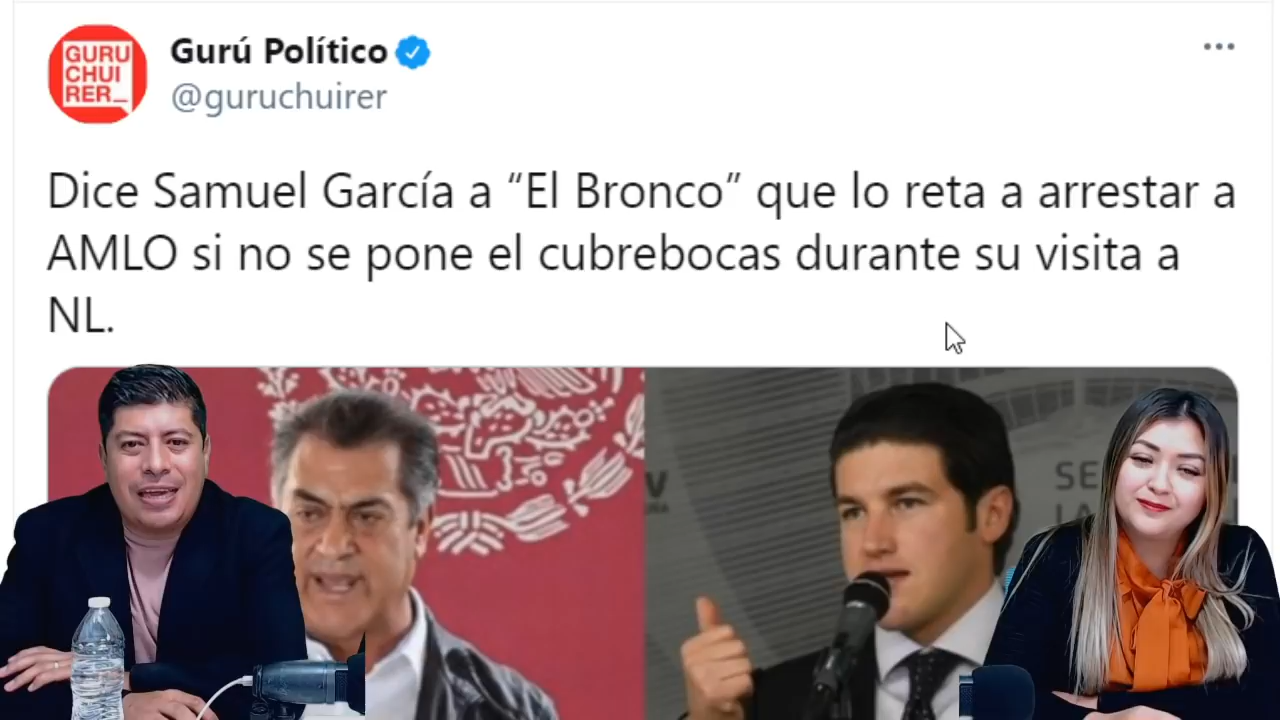 GURU
CHUI
RER_
Gurú Político
@guruchuirer
Dice Samuel García a “El Bronco” que lo reta a arrestar a
AMLO si no se pone el cubrebocas durante su visita a
NL.